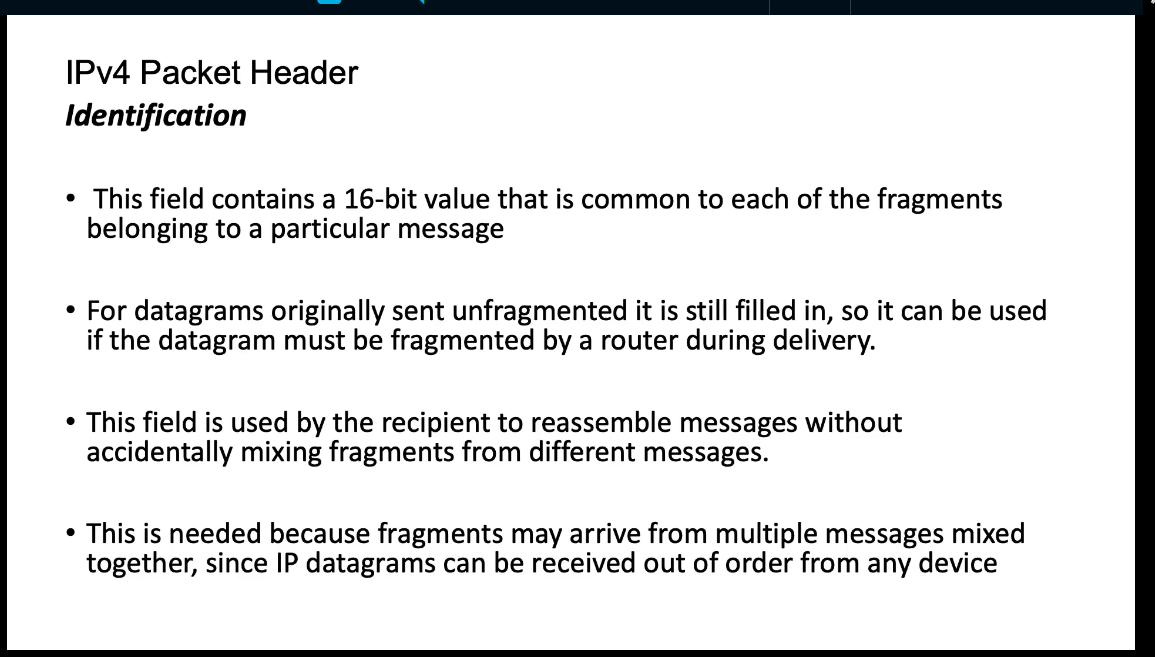 IPv4 Packet Header
Identification
• This field contains a 16-bit value that is common to each of the fragments
belonging to a particular message
• For datagrams originally sent unfragmented it is still filled in, so it can be used
if the datagram must be fragmented by a router during delivery.
• This field is used by the recipient to reassemble messages without
accidentally mixing fragments from different messages.
• This is needed because fragments may arrive from multiple messages mixed
together, since IP datagrams can be received out of order from any device